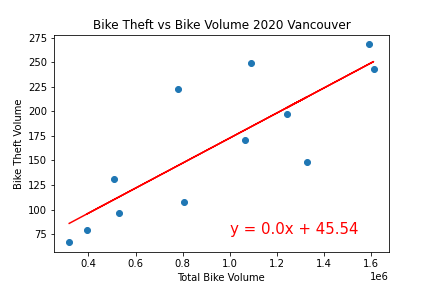 Bike Theft vs Bike Volume 2020 Vancouver
275
250
225
200
175
150
125
100
75
Bike Theft Volume
y = 0.0x + 45.54
0.4 0.6 0.8 1.0 1.2 1.4 1.6
1e6
Total Bike Volume